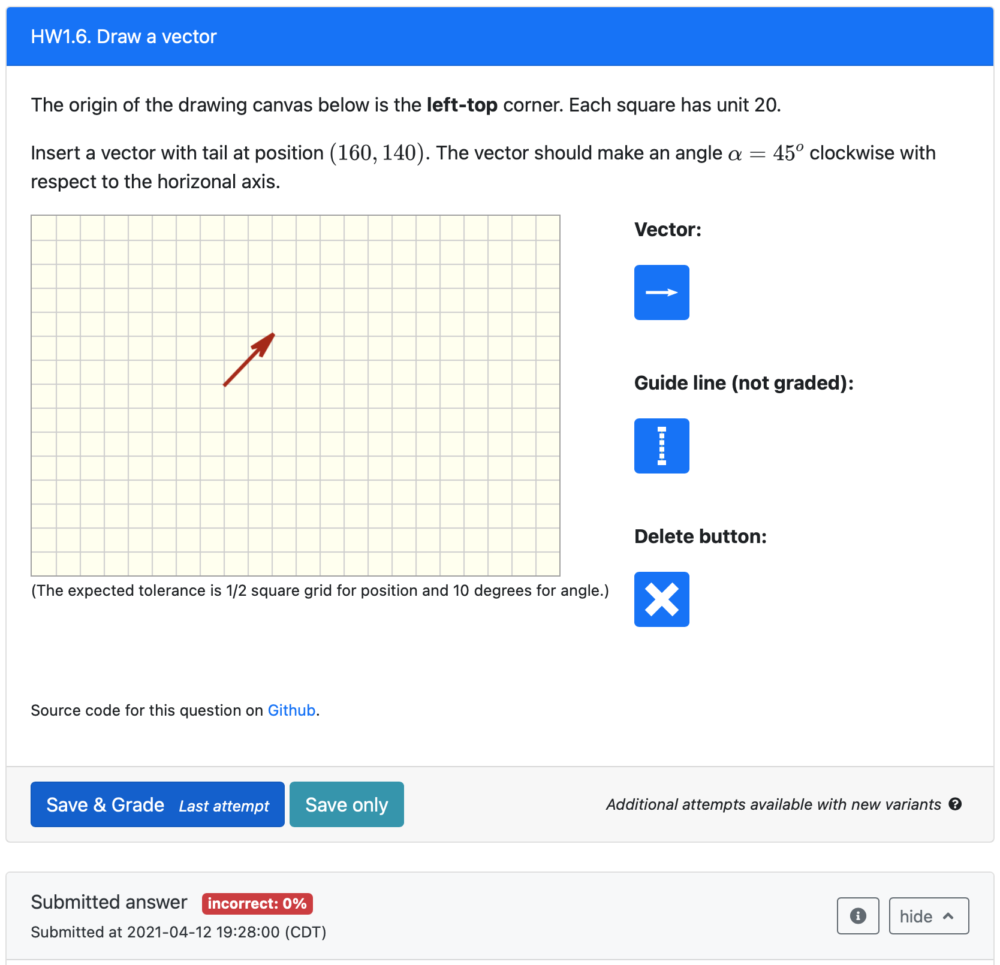 HW1.6. Draw a vector
The origin of the drawing canvas below is the left-top corner. Each square has unit 20.
Insert a vector with tail at position (160, 140). The vector should make an angle α = 45º clockwise with
respect to the horizonal axis.
Vector:
Guide line (not graded):
Delete button:
(The expected tolerance is 1/2 square grid for position and 10 degrees for angle.)
Source code for this question on Github.
Save & Grade Last attempt
Save only
Additional attempts available with new variants
Submitted answer incorrect: 0%
hide
Submitted at 2021-04-12 19:28:00 (CDT)